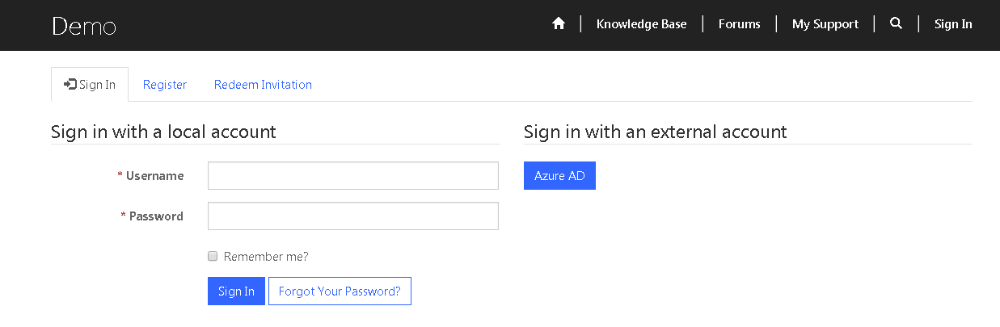 Demo
Knowledge Base
Forums
My Support
Sign In
Sign In
Register
Redeem Invitation
Sign in with a local account
* Username
* Password
Remember me?
Sign In
Forgot Your Password?
Sign in with an external account
Azure AD